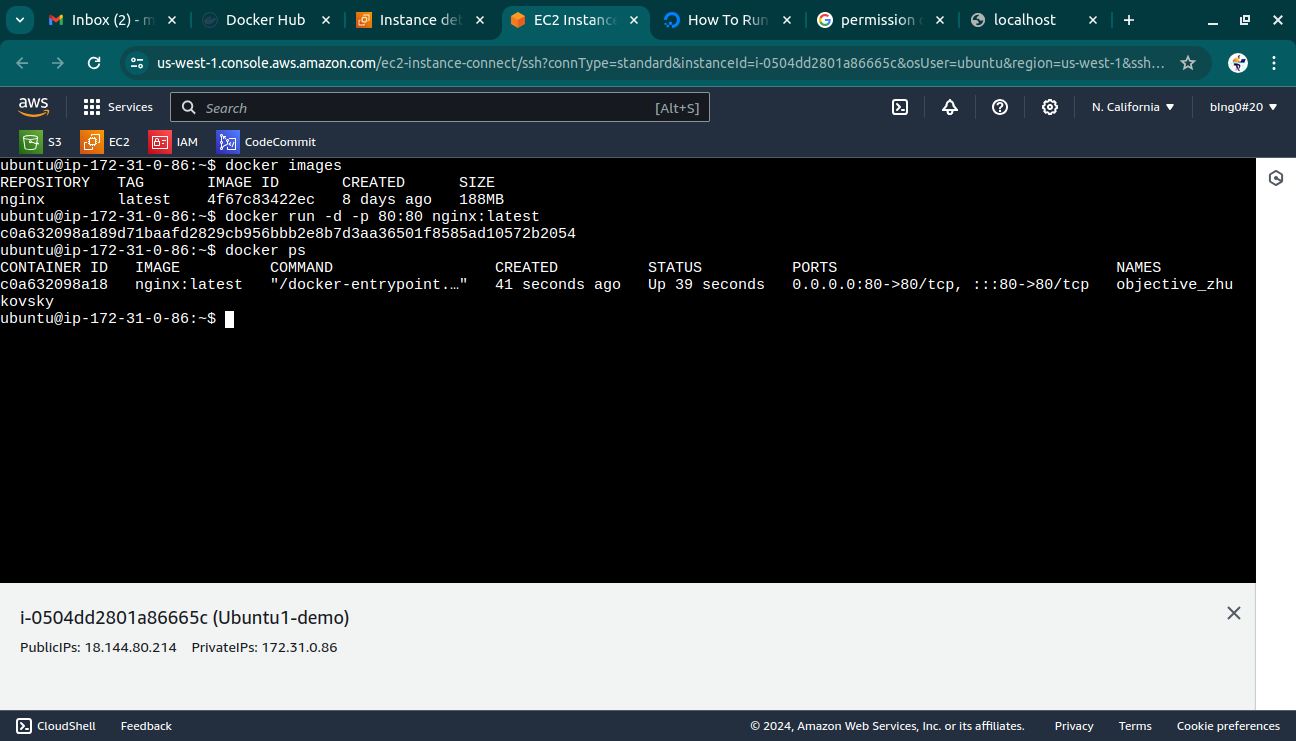 Inbox (2) - m
Docker Hub
Instance det
EC2 Instance
How To Run
permission d
localhost
us-west-1.console.aws.amazon.com/ec2-instance-connect/ssh?connType=standard&instanceId=i-0504dd2801a86665c&osUser=ubuntu&region=us-west-1&ssh...
aws
Services
Search
[Alt+S]
N. California
blng0#20
S3
EC2
IAM
CodeCommit
ubuntu@ip-172-31-0-86:~$ docker images
REPOSITORY   TAG       IMAGE ID       CREATED      SIZE
nginx        latest    4f67c83422ec   8 days ago   188MB
ubuntu@ip-172-31-0-86:~$ docker run -d -p 80:80 nginx:latest
c0a632098a189d71baafd2829cb956bbb2e8b7d3aa36501f8585ad10572b2054
ubuntu@ip-172-31-0-86:~$ docker ps
CONTAINER ID   IMAGE          COMMAND                  CREATED          STATUS          PORTS                               NAMES
c0a632098a18   nginx:latest   "/docker-entrypoint.…"   41 seconds ago   Up 39 seconds   0.0.0.0:80->80/tcp, :::80->80/tcp   objective_zhu
kovsky
ubuntu@ip-172-31-0-86:~$
i-0504dd2801a86665c (Ubuntu1-demo)
PublicIPs: 18.144.80.214 PrivateIPs: 172.31.0.86
CloudShell
Feedback
© 2024, Amazon Web Services, Inc. or its affiliates.
Privacy
Terms
Cookie preferences